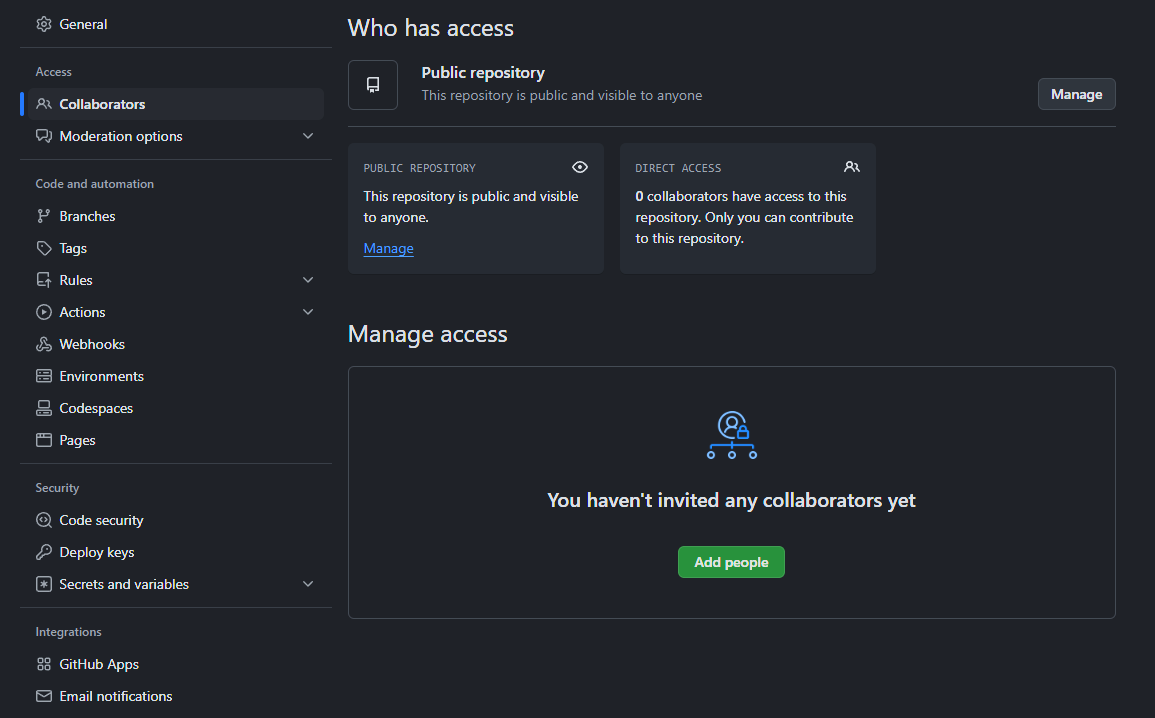 General
Access
Collaborators
Moderation options
Code and automation
Branches
Tags
Rules
Actions
Webhooks
Environments
Codespaces
Pages
Security
Code security
Deploy keys
Secrets and variables
Integrations
GitHub Apps
Email notifications
Who has access
Public repository
This repository is public and visible to anyone
Manage
PUBLIC REPOSITORY
This repository is public and visible
to anyone.
Manage
DIRECT ACCESS
0 collaborators have access to this
repository. Only you can contribute
to this repository.
Manage access
You haven't invited any collaborators yet
Add people